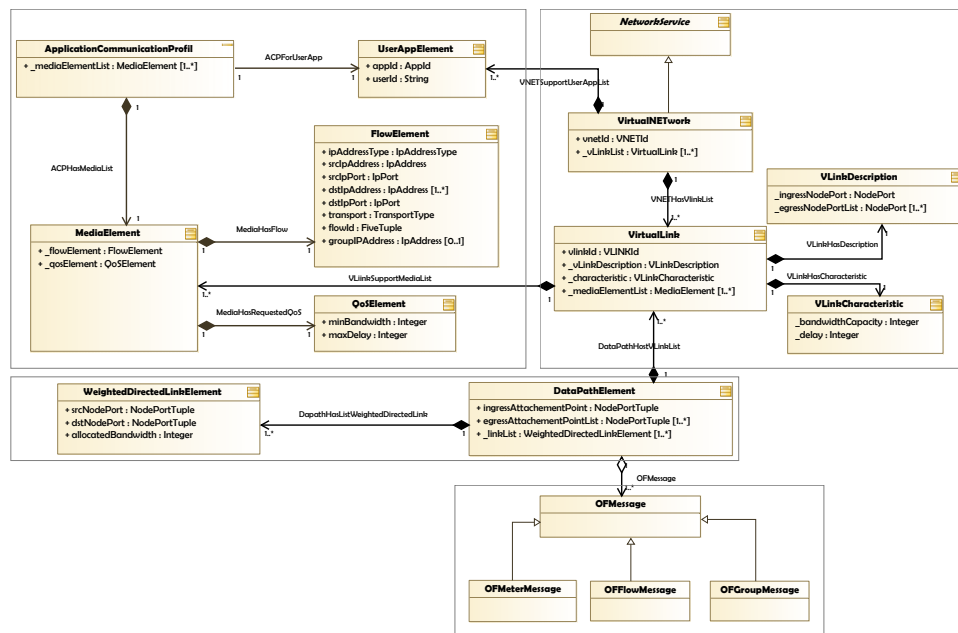 ApplicationCommunicationProfil
+ _mediaElementList : MediaElement [1..*]
1
ACPForUserApp
1
UserAppElement
+ appId : AppId
+ userId : String
1..*
VNETSupportUserAppList
1
NetworkService
VirtualNETwork
+ vnetId : VNETId
+ _vLinkList : VirtualLink [1..*]
1
VNETHasVlinkList
1..*
1
ACPHasMediaList
1
FlowElement
+ ipAddressType : IpAddressType
+ srcIpAddress : IpAddress
+ srcIpPort : IpPort
+ dstIpAddress : IpAddress [1..*]
+ dstIpPort : IpPort
+ transport : TransportType
+ flowId : FiveTuple
+ groupIPAddress : IpAddress [0..1]
VLinkDescription
_ingressNodePort : NodePort
_egressNodePortList : NodePort [1..*]
1
VLinkHasDescription
1
MediaElement
+ _flowElement : FlowElement
+ _qosElement : QoSElement
1
MediaHasFlow
1
VirtualLink
+ vlinkId : VLINKId
+ _vLinkDescription : VLinkDescription
+ _characteristic : VLinkCharacteristic
+ _mediaElementList : MediaElement [1..*]
VLiinkSupportMediaList
1..*
1
VLinkHasCharacteristic
1
1
MediaHasRequestedQoS
1
1
QoSElement
+ minBandwidth : Integer
+ maxDelay : Integer
VLinkCharacteristic
_bandwidthCapacity : Integer
_delay : Integer
1..*
DataPathHostVLinkList
1
WeightedDirectedLinkElement
+ srcNodePort : NodePortTuple
+ dstNodePort : NodePortTuple
+ allocatedBandwidth : Integer
DapathHasListWeightedDirectedLink
1..*
1
DataPathElement
+ ingressAttachementPoint : NodePortTuple
+ egressAttachementPointList : NodePortTuple [1..*]
+ _linkList : WeightedDirectedLinkElement [1..*]
1
OFMessage
1..*
OFMessage
OFMeterMessage
OFFlowMessage
OFGroupMessage